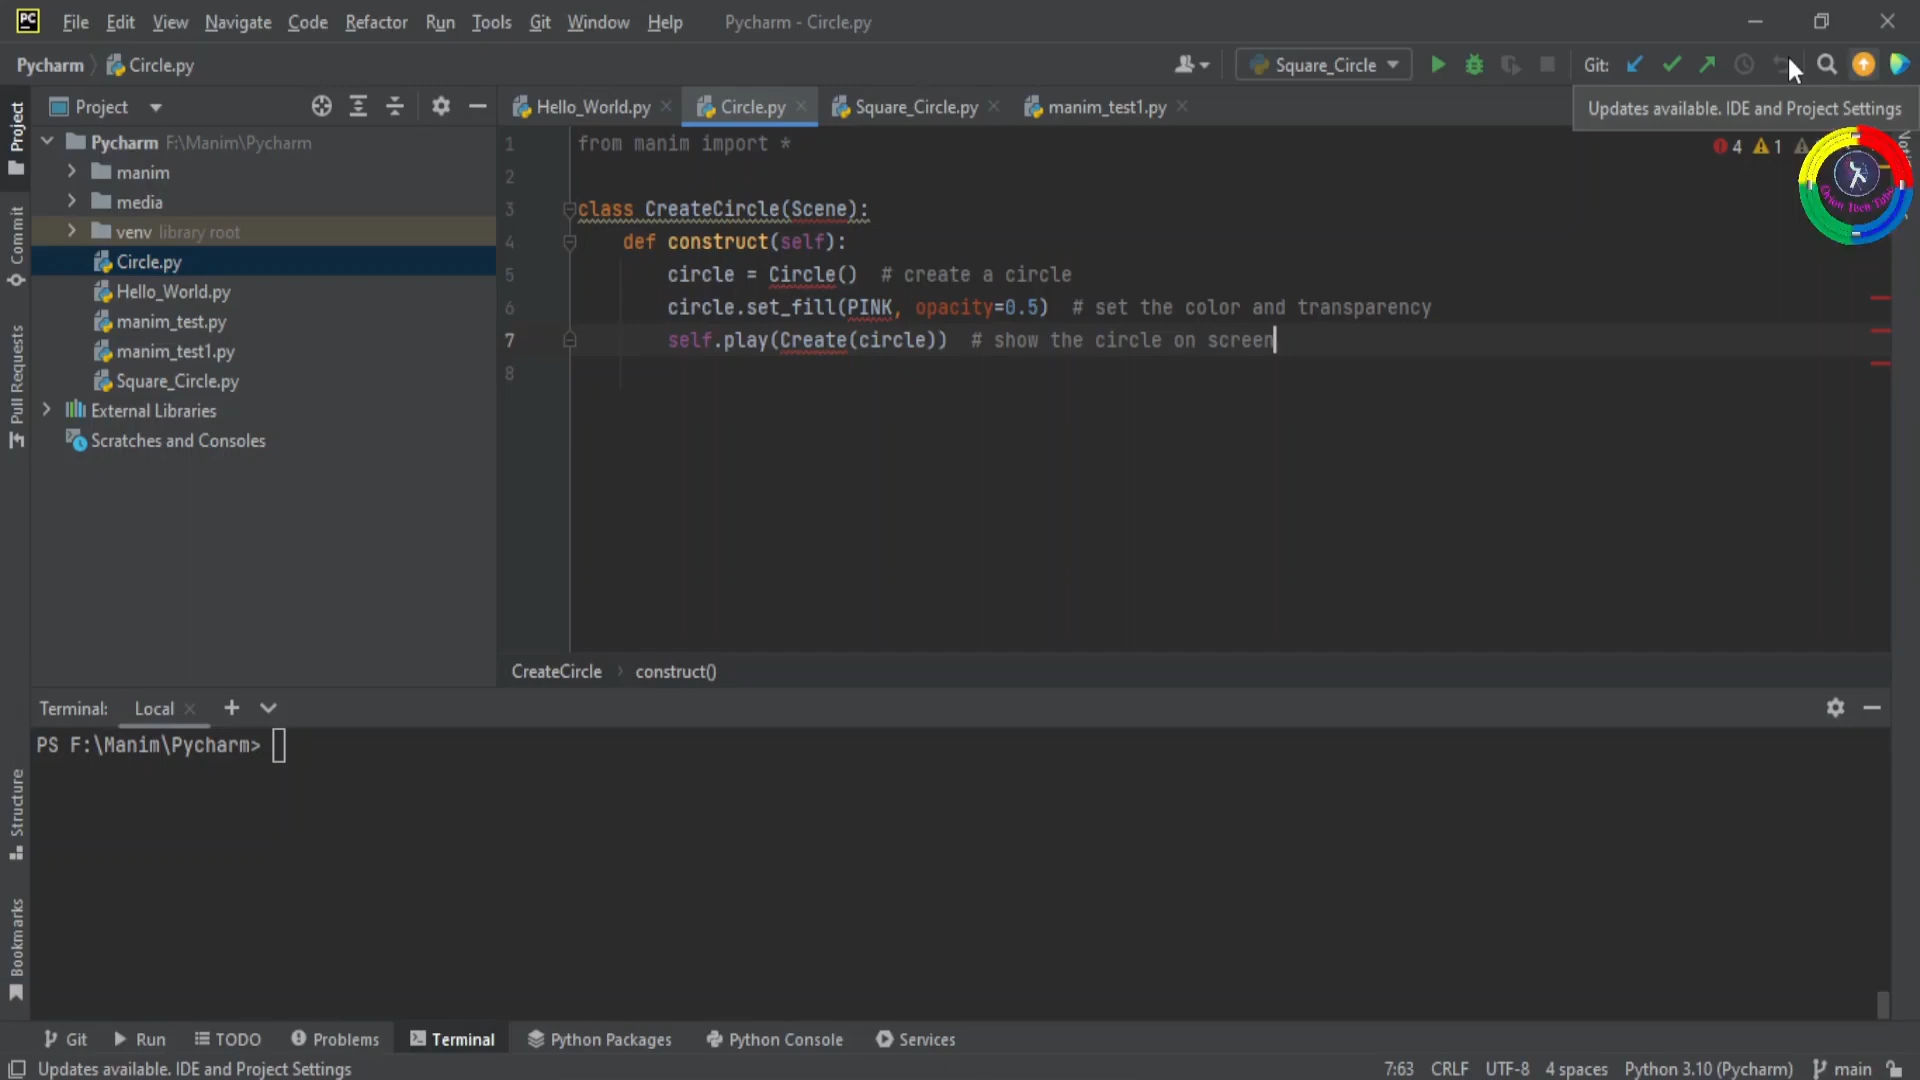 File Edit View Navigate Code Refactor Run Tools Git Window Help Pycharm - Circle.py
Pycharm Circle.py Square_Circle Git:
Updates available. IDE and Project Settings
Project
Hello_World.py Circle.py Square_Circle.py manim_test1.py
4 1
Pycharm F:\Manim\Pycharm
manim
media
venv library root
Circle.py
Hello_World.py
manim_test.py
manim_test1.py
Square_Circle.py
External Libraries
Scratches and Consoles
1 from manim import *
2
3 class CreateCircle(Scene):
4 def construct(self):
5 circle = Circle() # create a circle
6 circle.set_fill(PINK, opacity=0.5) # set the color and transparency
7 self.play(Create(circle)) # show the circle on screen
8
CreateCircle construct()
Project
Commit
Pull Requests
Structure
Bookmarks
Orion Tech Tube
Terminal: Local
PS F:\Manim\Pycharm>
Git Run TODO Problems Terminal Python Packages Python Console Services
Updates available. IDE and Project Settings 7:63 CRLF UTF-8 4 spaces Python 3.10 (Pycharm) main